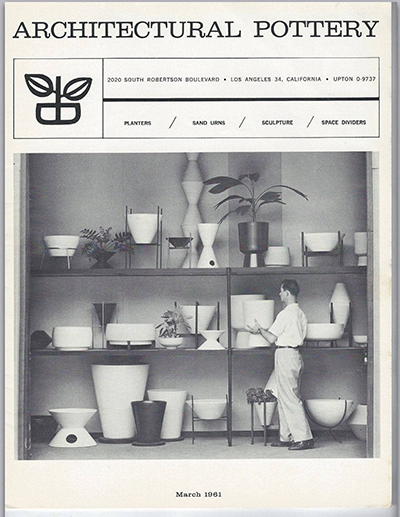 ARCHITECTURAL POTTERY
2020 SOUTH ROBERTSON BOULEVARD • LOS ANGELES 34, CALIFORNIA • UPTON 0-9737
PLANTERS / SAND URNS / SCULPTURE / SPACE DIVIDERS
March 1961